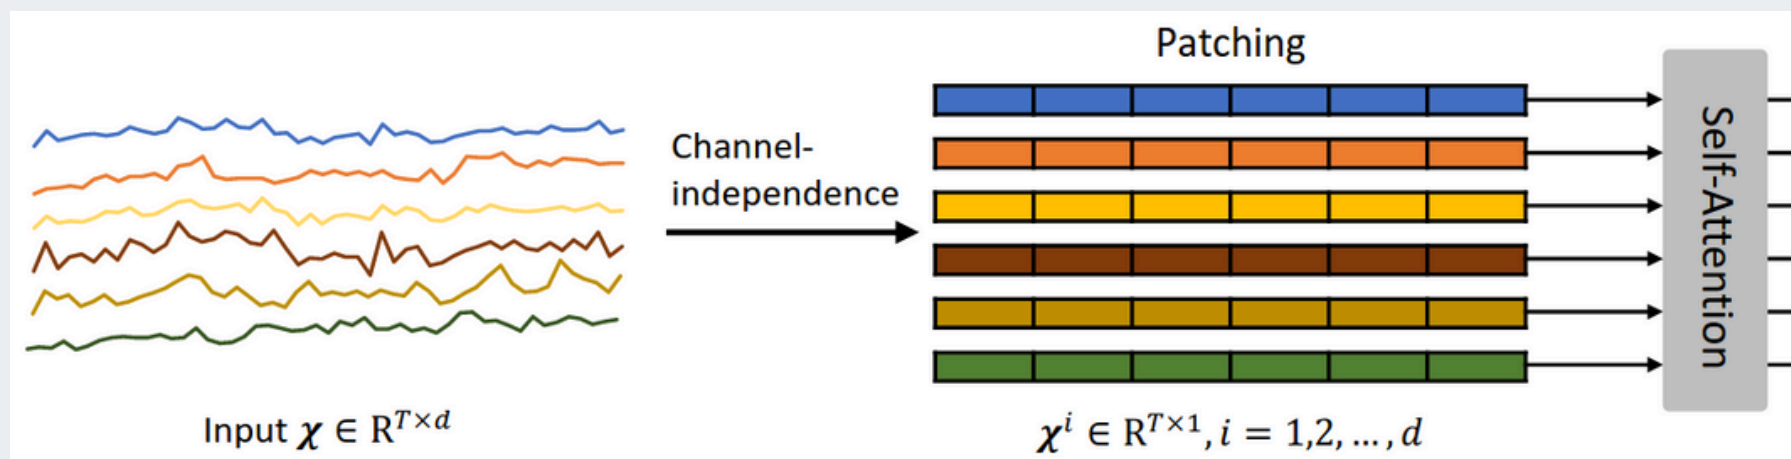 Patching
Channel-
independence
Self-Attention
Input 𝝌 ∈ R^{T×d}
𝝌^i ∈ R^{T×1}, i = 1,2, …, d